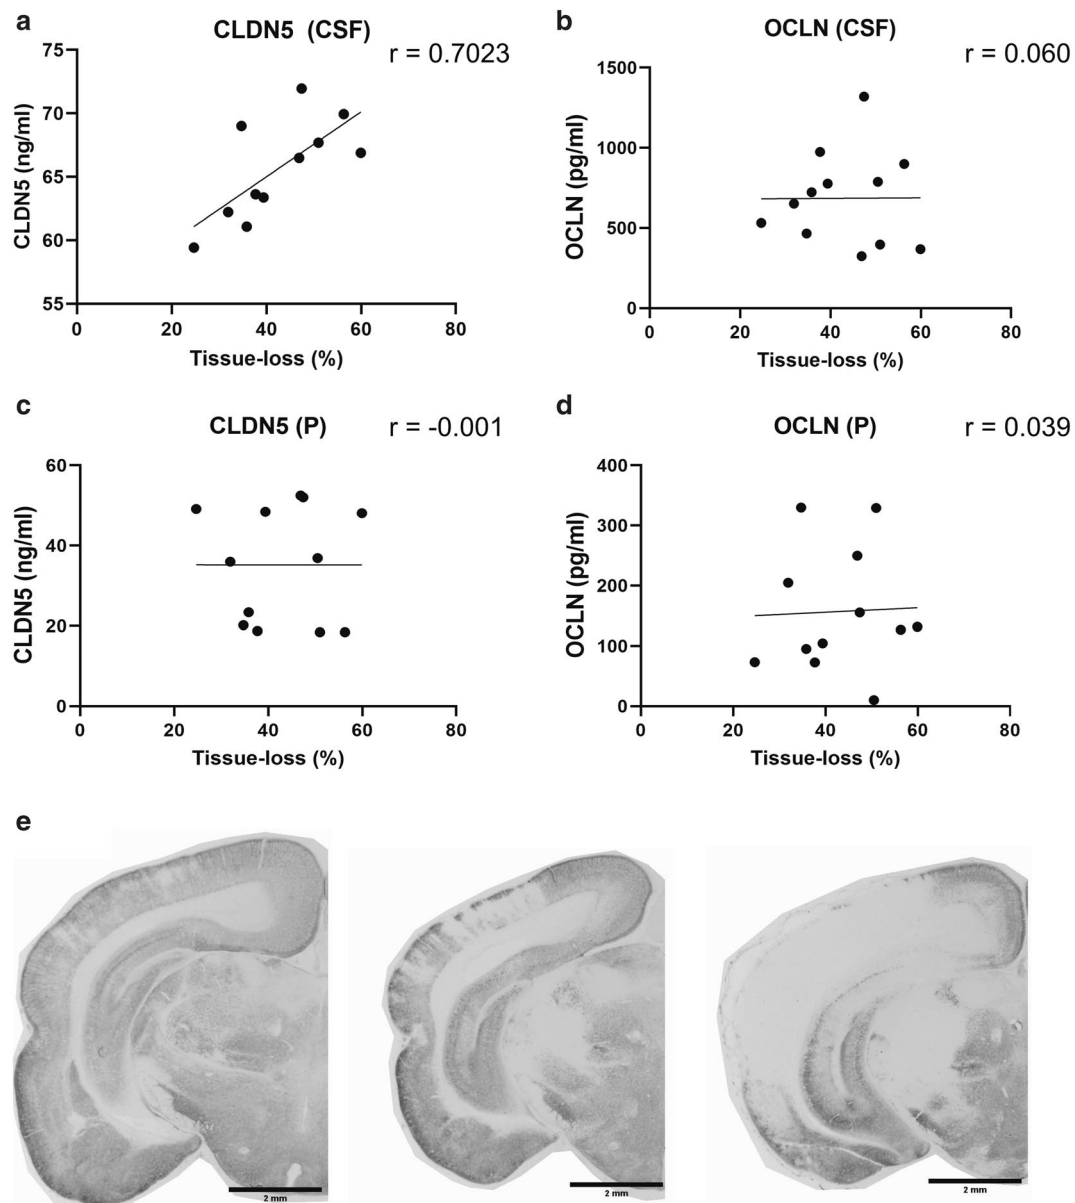 a
CLDN5 (CSF)
r = 0.7023
CLDN5 (ng/ml)
75
70
65
60
55
0 20 40 60 80
Tissue-loss (%)
b
OCLN (CSF)
r = 0.060
OCLN (pg/ml)
1500
1000
500
0
0 20 40 60 80
Tissue-loss (%)
c
CLDN5 (P)
r = -0.001
CLDN5 (ng/ml)
60
40
20
0
0 20 40 60 80
Tissue-loss (%)
d
OCLN (P)
r = 0.039
OCLN (pg/ml)
400
300
200
100
0
0 20 40 60 80
Tissue-loss (%)
e
2 mm
2 mm
2 mm